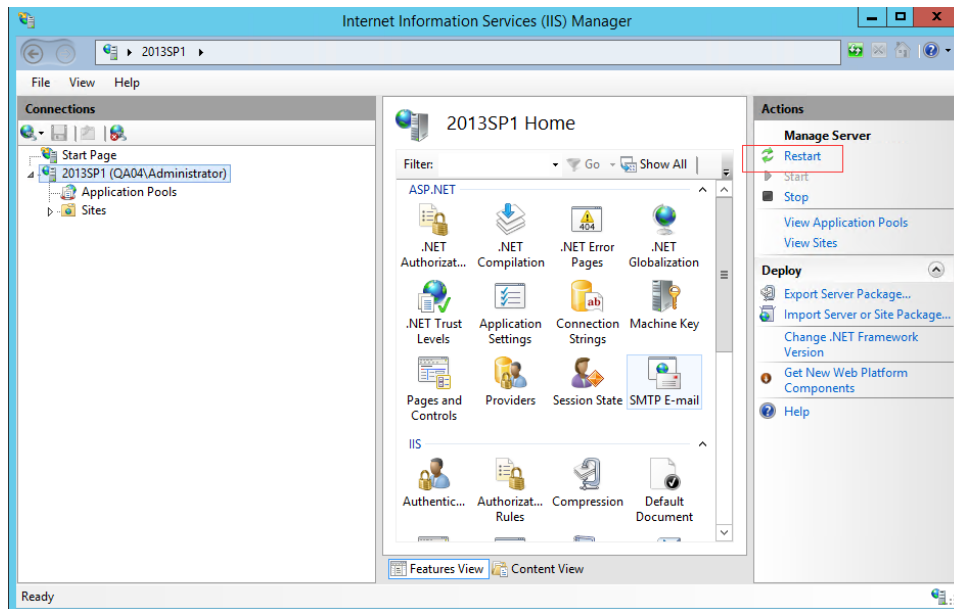 Internet Information Services (IIS) Manager
2013SP1
File View Help
Connections
Start Page
2013SP1 (QA04\Administrator)
Application Pools
Sites
2013SP1 Home
Filter: Go Show All
ASP.NET
.NET Authorizat...
.NET Compilation
.NET Error Pages
.NET Globalization
.NET Trust Levels
Application Settings
Connection Strings
Machine Key
Pages and Controls
Providers
Session State
SMTP E-mail
IIS
Authentic...
Authorizat... Rules
Compression
Default Document
Features View
Content View
Actions
Manage Server
Restart
Start
Stop
View Application Pools
View Sites
Deploy
Export Server Package...
Import Server or Site Package...
Change .NET Framework
Version
Get New Web Platform
Components
Help
Ready